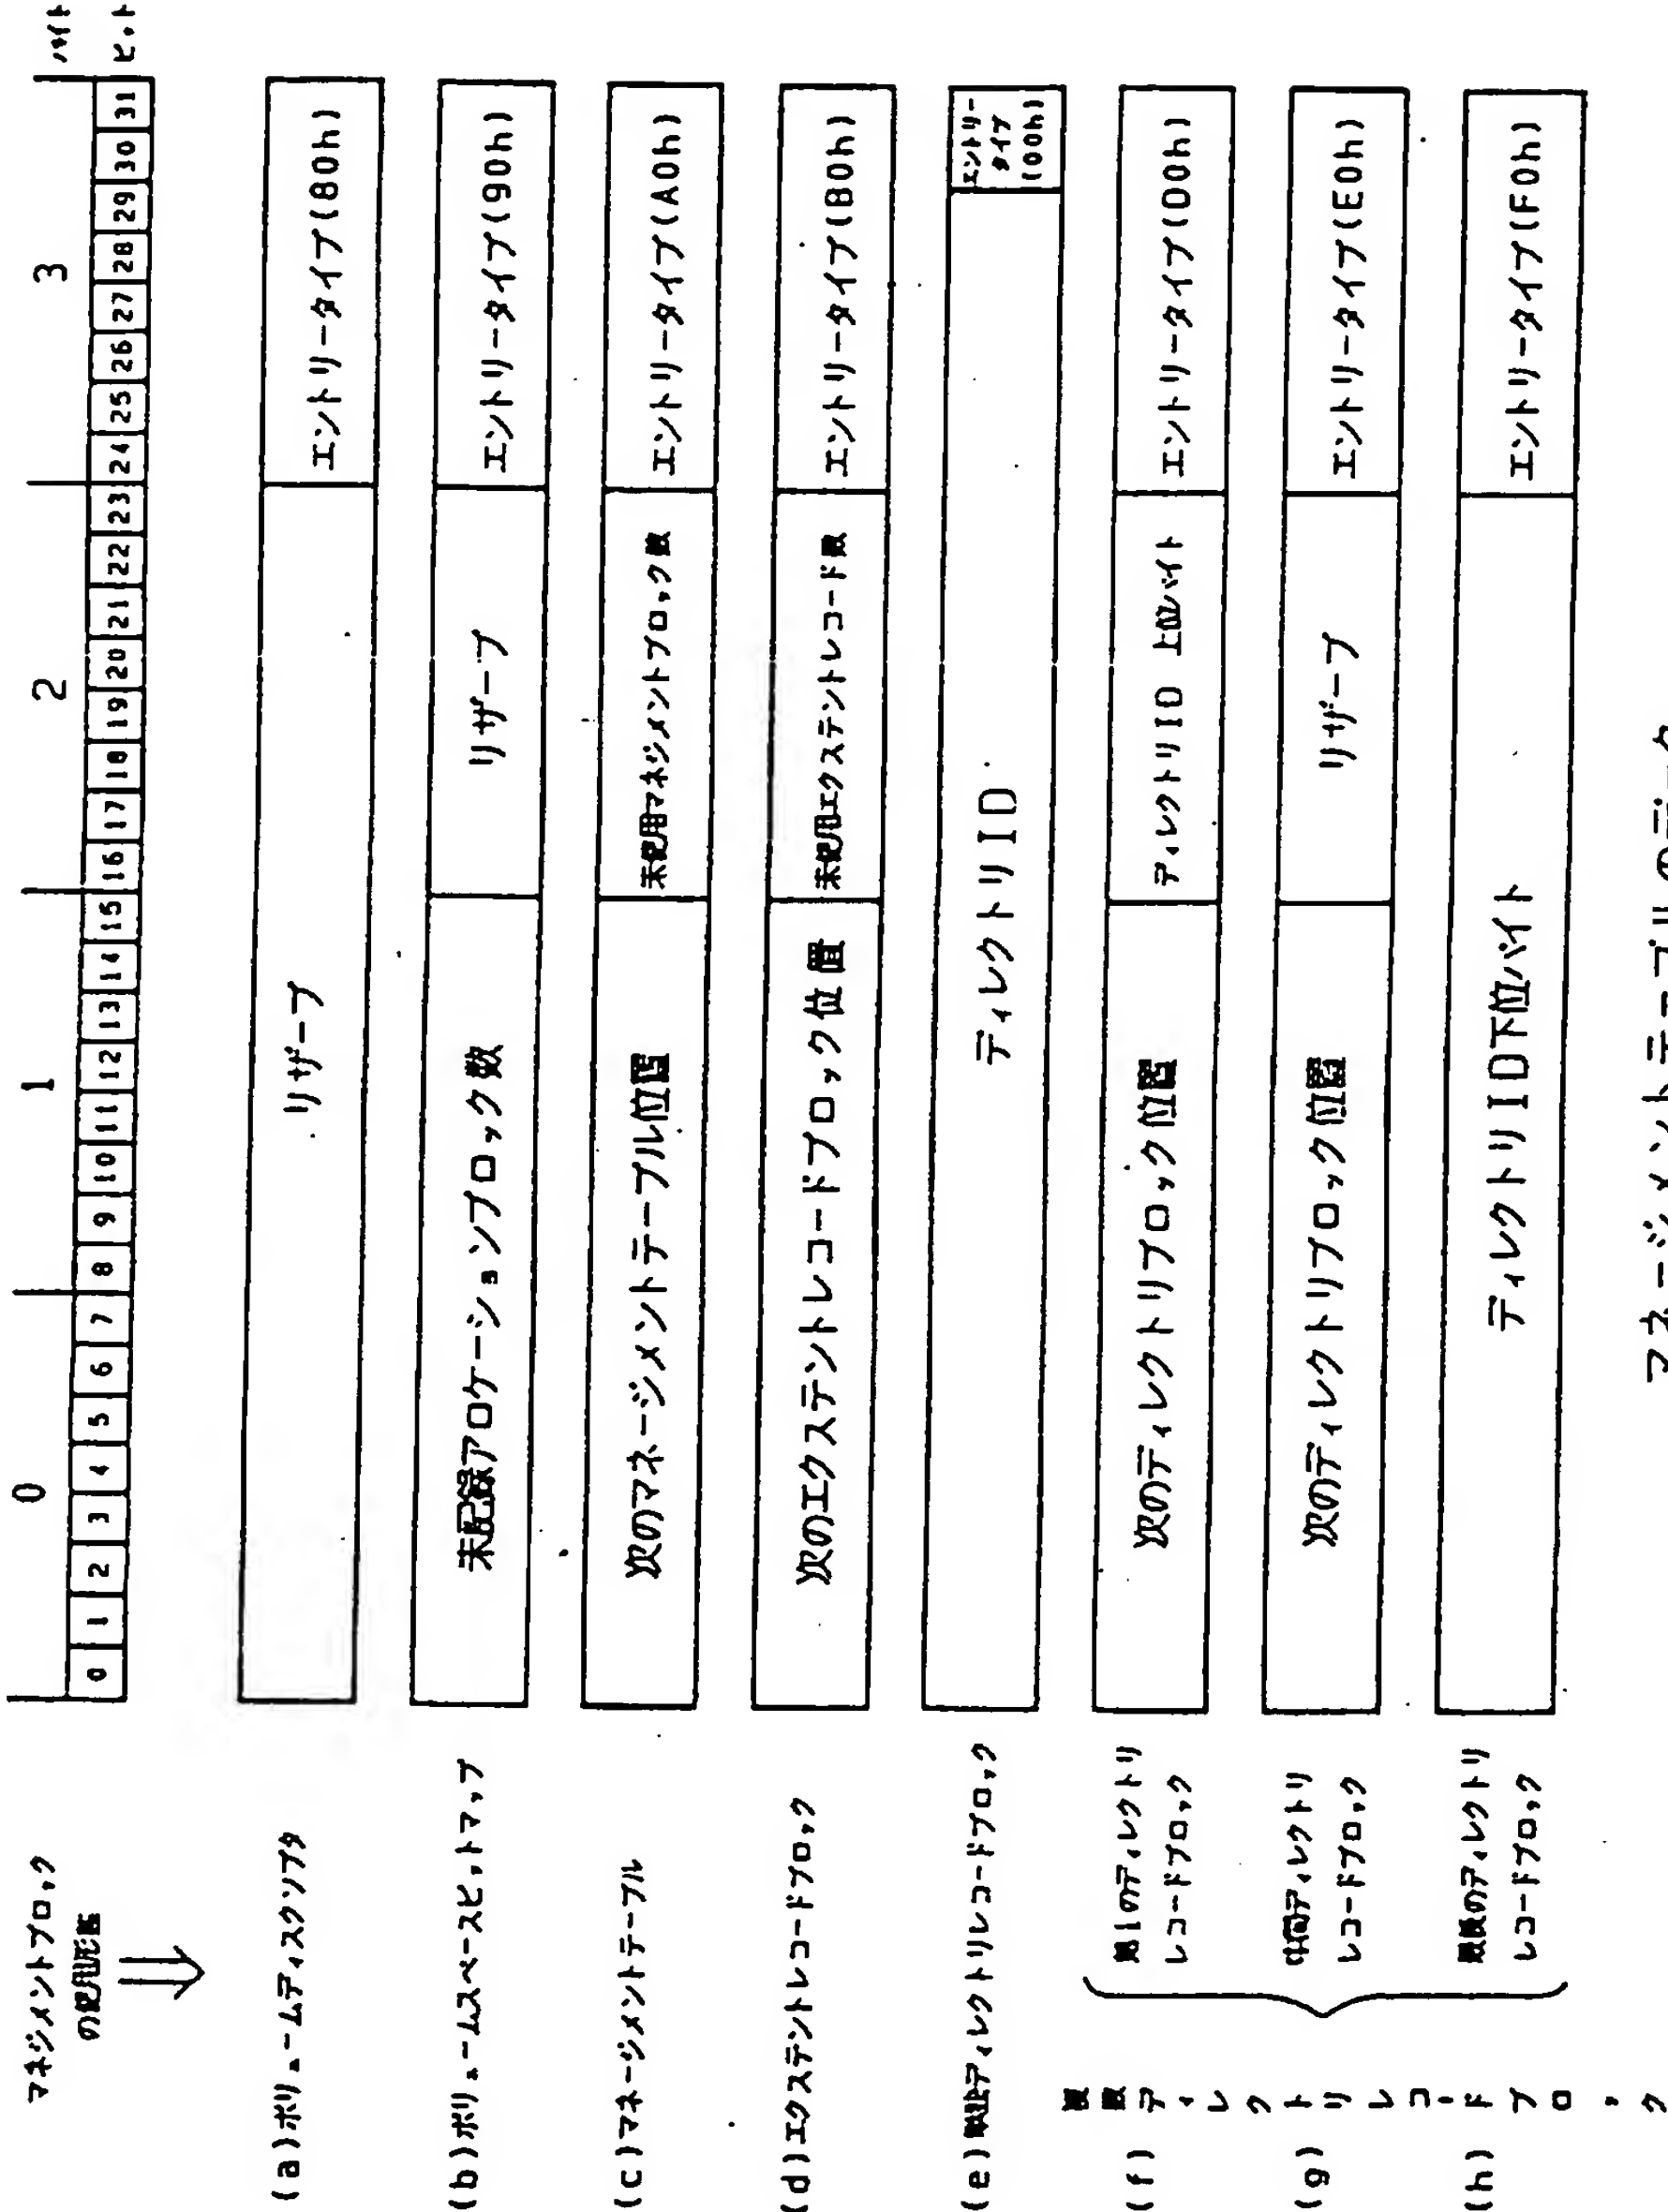 マネジメントブロック
の使用形態
0 1 2 3 バイト
0 1 2 3 4 5 6 7 8 9 10 11 12 13 14 15 16 17 18 19 20 21 22 23 24 25 26 27 28 29 30 31 ビット
(a)ボリュームディスクリプタ
リザーブ
エントリータイプ(80h)
(b)ボリュームスペースビットマップ
未記録アロケーションブロック数
リザーブ
エントリータイプ(90h)
(c)マネージメントテーブル
次のマネージメントテーブル位置
未使用マネジメントブロック数
エントリータイプ(A0h)
(d)エクステントレコードブロック
次のエクステントレコードブロック位置
未使用エクステントレコード数
エントリータイプ(B0h)
(e)単独ディレクトリレコードブロック
ディレクトリID
エントリー
タイプ
(00h)
複数ディレクトリレコードブロック
(f)
第1のディレクトリ
レコードブロック
次のディレクトリブロック位置
ディレクトリID 上位バイト
エントリータイプ(D0h)
(g)
中間ディレクトリ
レコードブロック
次のディレクトリブロック位置
リザーブ
エントリータイプ(E0h)
(h)
最後のディレクトリ
レコードブロック
ディレクトリID下位バイト
エントリータイプ(F0h)
マネージメントテーブルのデータ